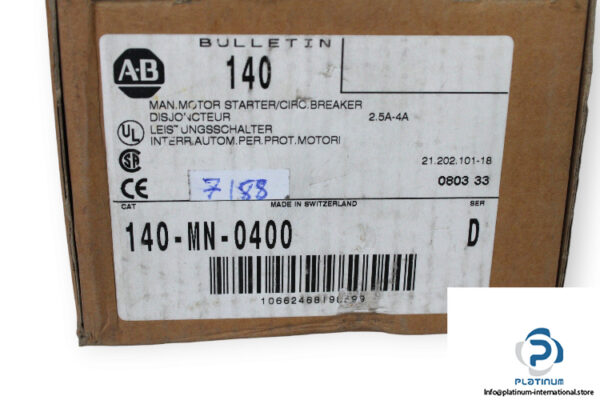 BULLETIN
A-B
140
MAN.MOTOR STARTER/CIRC.BREAKER
DISJONCTEUR 2.5A-4A
UL LEISTUNGSSCHALTER
INTERR.AUTOM.PER.PROT.MOTORI
SA
21.202.101-18
CE
7188
0803 33
CAT MADE IN SWITZERLAND SER
140-MN-0400 D
PLATINUM
Info@platinum-international.store